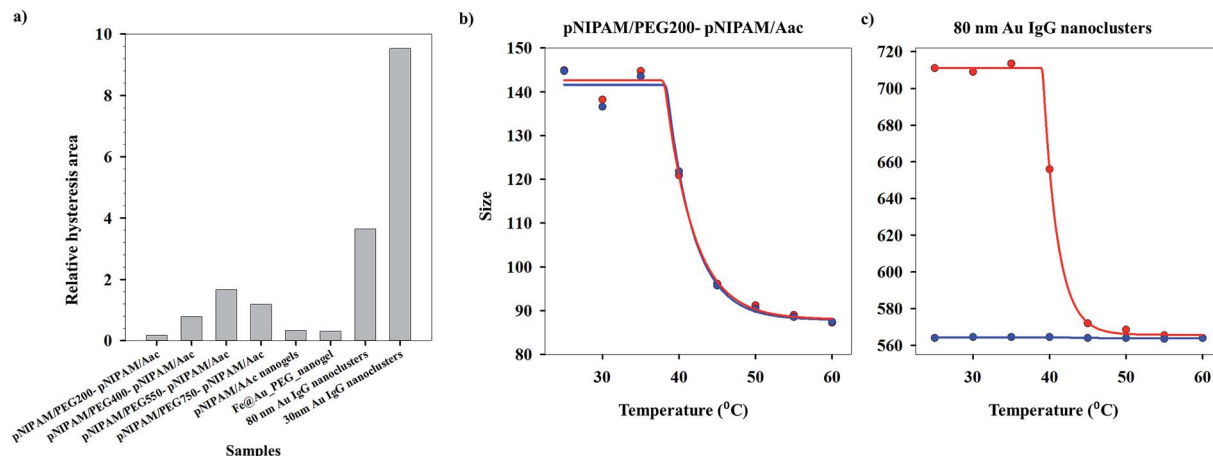 a)
10
8
6
4
2
0
Relative hysteresis area
pNIPAM/PEG200- pNIPAM/Aac
pNIPAM/PEG400- pNIPAM/Aac
pNIPAM/PEG550- pNIPAM/Aac
pNIPAM/PEG750- pNIPAM/Aac
pNIPAM/AAc nanogels
Fe@Au_PEG_nanogel
80 nm Au IgG nanoclusters
30nm Au IgG nanoclusters
Samples
b)
pNIPAM/PEG200- pNIPAM/Aac
150
140
130
120
110
100
90
80
Size
30 40 50 60
Temperature (⁰C)
c)
80 nm Au IgG nanoclusters
720
700
680
660
640
620
600
580
560
30 40 50 60
Temperature (⁰C)